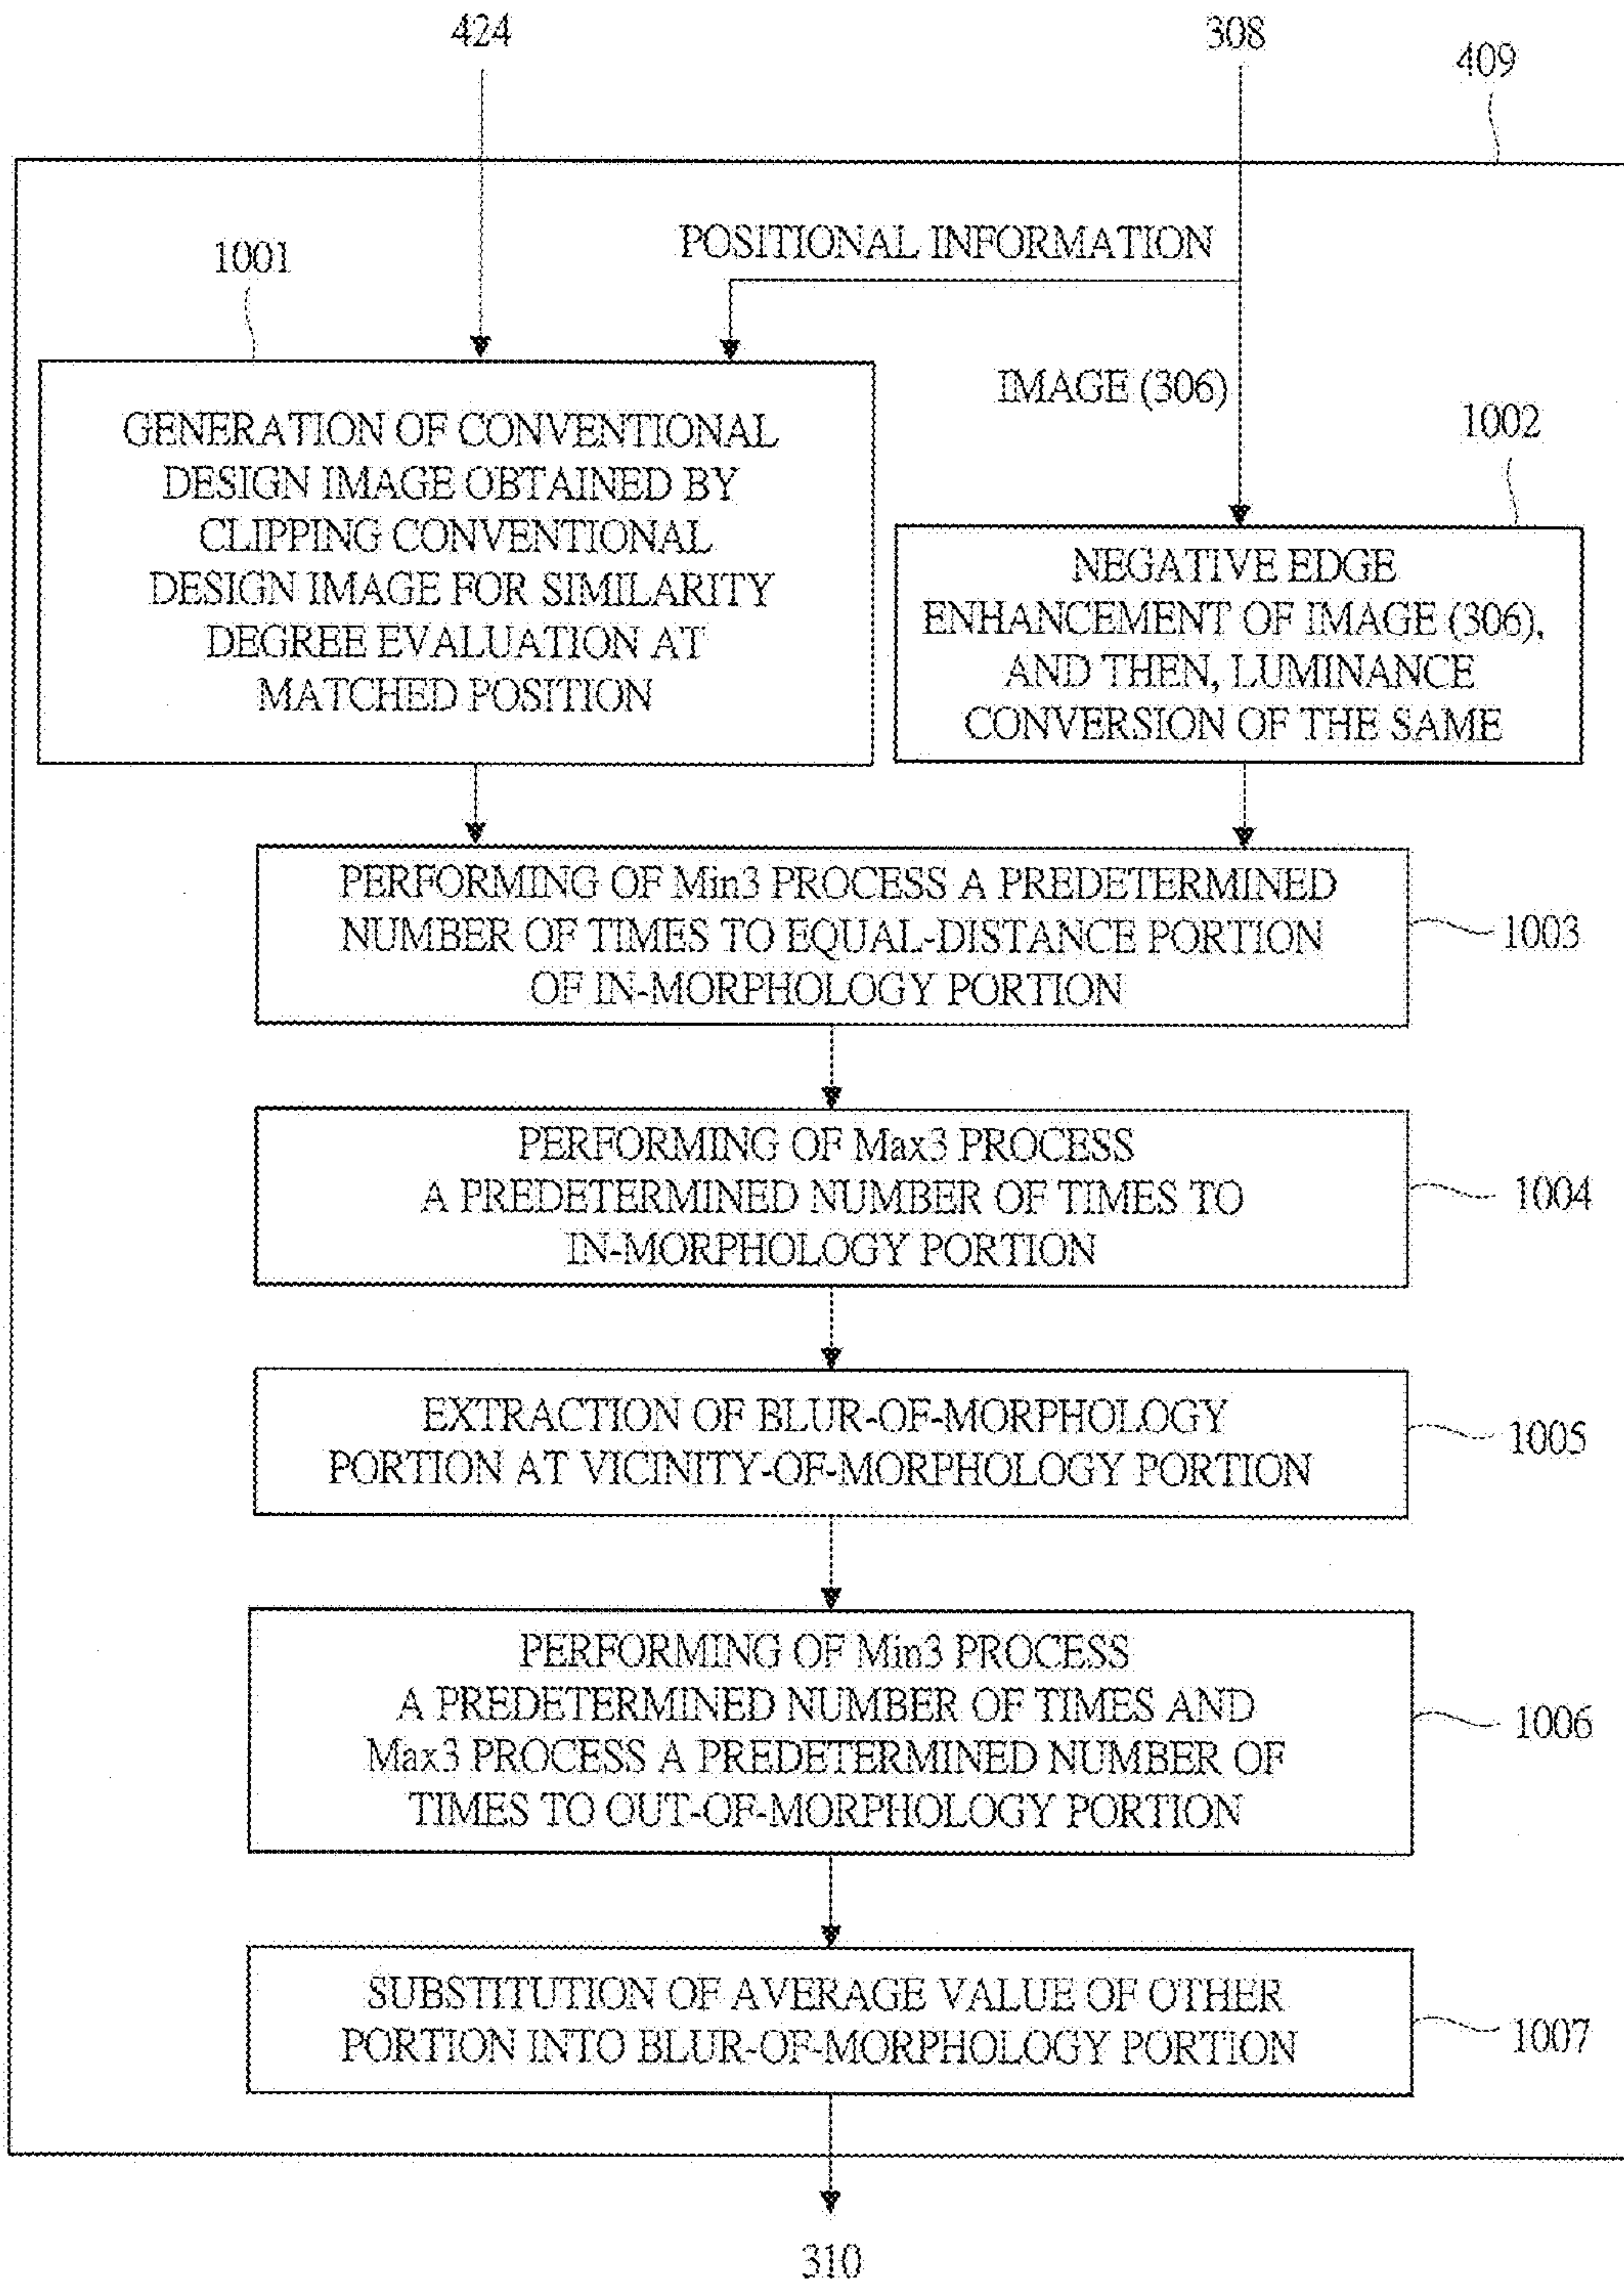 424
308
409
POSITIONAL INFORMATION
1001
IMAGE (306)
1002
GENERATION OF CONVENTIONAL
DESIGN IMAGE OBTAINED BY
CLIPPING CONVENTIONAL
DESIGN IMAGE FOR SIMILARITY
DEGREE EVALUATION AT
MATCHED POSITION
NEGATIVE EDGE
ENHANCEMENT OF IMAGE (306),
AND THEN, LUMINANCE
CONVERSION OF THE SAME
PERFORMING OF Min3 PROCESS A PREDETERMINED
NUMBER OF TIMES TO EQUAL-DISTANCE PORTION
OF IN-MORPHOLOGY PORTION
1003
PERFORMING OF Max3 PROCESS
A PREDETERMINED NUMBER OF TIMES TO
IN-MORPHOLOGY PORTION
1004
EXTRACTION OF BLUR-OF-MORPHOLOGY
PORTION AT VICINITY-OF-MORPHOLOGY PORTION
1005
PERFORMING OF Min3 PROCESS
A PREDETERMINED NUMBER OF TIMES AND
Max3 PROCESS A PREDETERMINED NUMBER OF
TIMES TO OUT-OF-MORPHOLOGY PORTION
1006
SUBSTITUTION OF AVERAGE VALUE OF OTHER
PORTION INTO BLUR-OF-MORPHOLOGY PORTION
1007
310